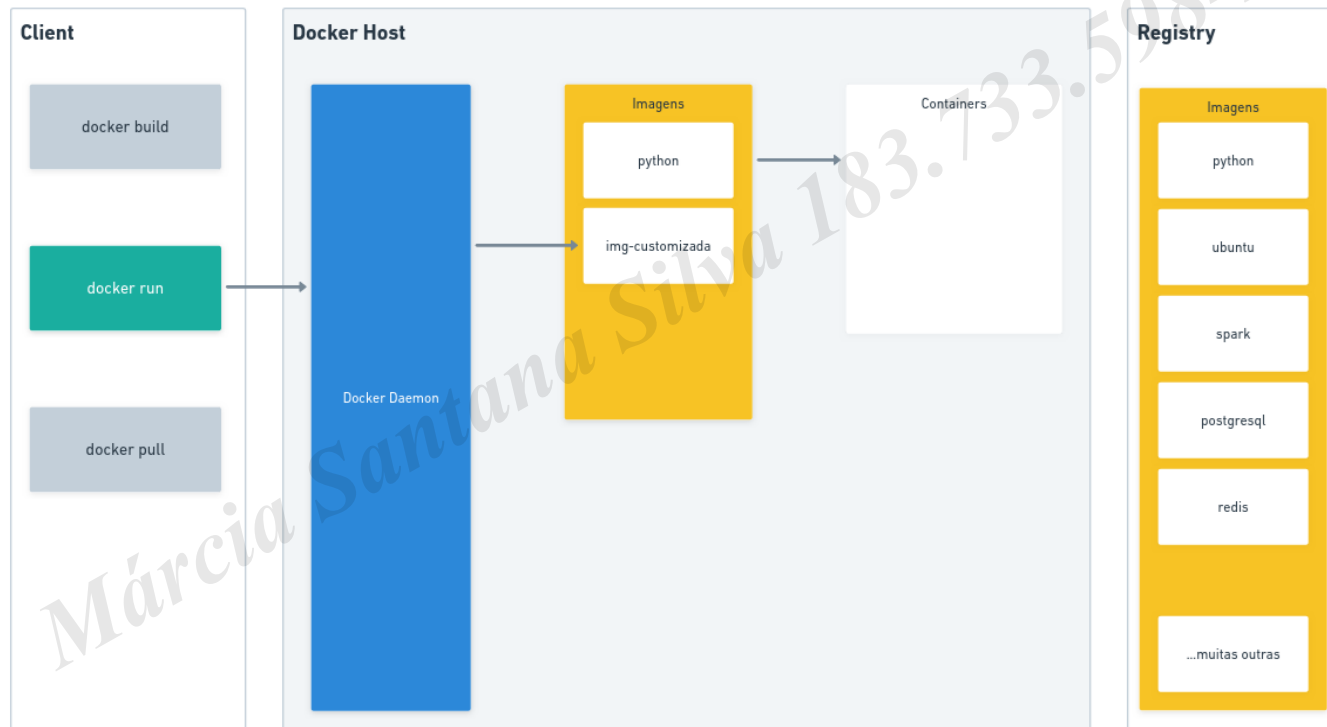 Client
docker build
docker run
docker pull
Docker Host
Docker Daemon
Imagens
python
img-customizada
Containers
Registry
Imagens
python
ubuntu
spark
postgresql
redis
...muitas outras
Márcia Santana Silva 183.733.598